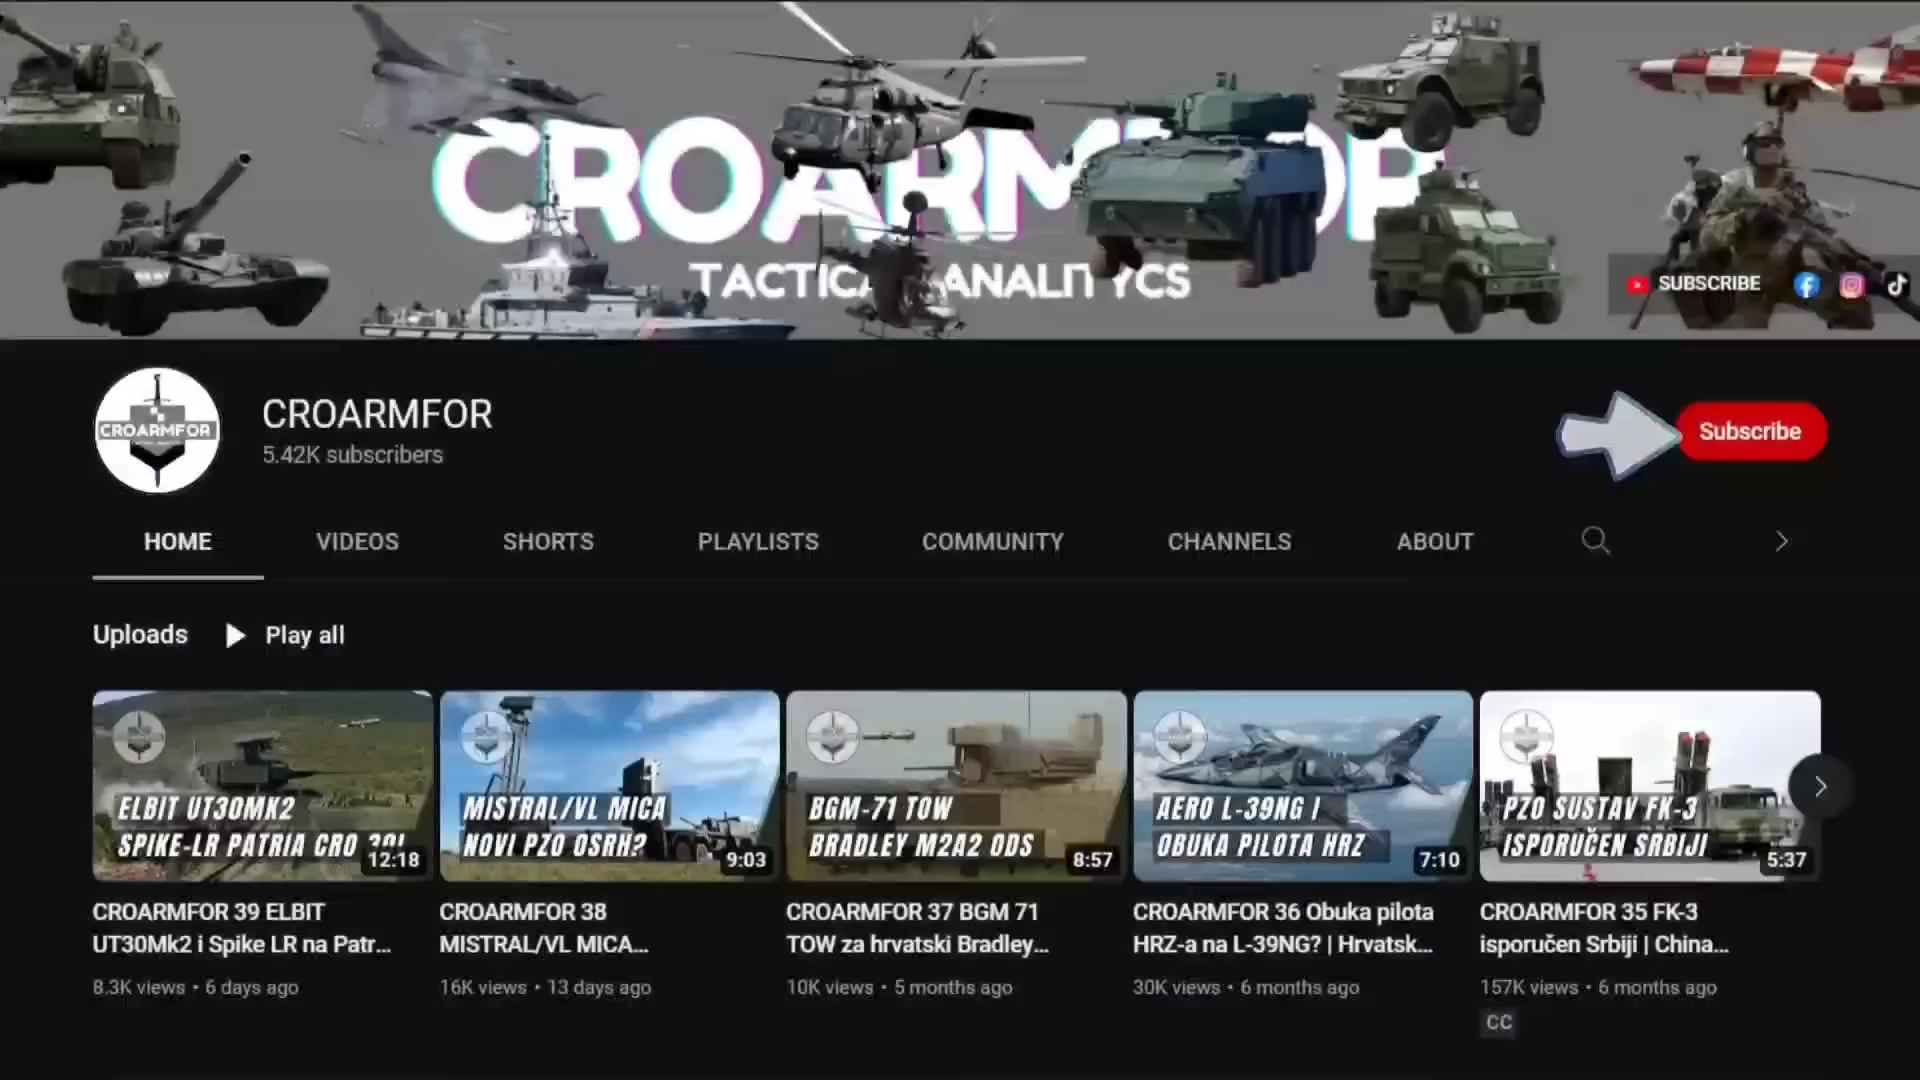 CROARMFOR
TACTICAL ANALITYCS
SUBSCRIBE
CROARMFOR
CROARMFOR
5.42K subscribers
Subscribe
HOME
VIDEOS
SHORTS
PLAYLISTS
COMMUNITY
CHANNELS
ABOUT
Uploads
Play all
ELBIT UT30MK2
SPIKE-LR PATRIA CRO 30L
12:18
MISTRAL/VL MICA
NOVI PZO OSRH?
9:03
BGM-71 TOW
BRADLEY M2A2 ODS
8:57
AERO L-39NG I
OBUKA PILOTA HRZ
7:10
PZO SUSTAV FK-3
ISPORUČEN SRBIJI
5:37
CROARMFOR 39 ELBIT
UT30Mk2 i Spike LR na Patr...
8.3K views • 6 days ago
CROARMFOR 38
MISTRAL/VL MICA...
16K views • 13 days ago
CROARMFOR 37 BGM 71
TOW za hrvatski Bradley...
10K views • 5 months ago
CROARMFOR 36 Obuka pilota
HRZ-a na L-39NG? | Hrvatsk...
30K views • 6 months ago
CROARMFOR 35 FK-3
isporučen Srbiji | China...
157K views • 6 months ago
CC